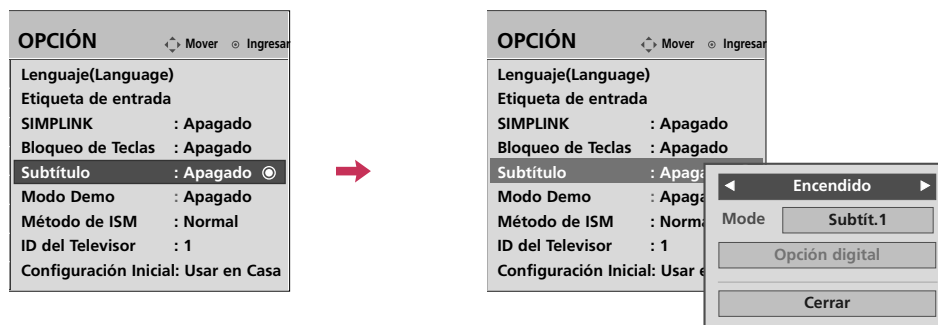 OPCIÓN Mover Ingresar
Lenguaje(Language)
Etiqueta de entrada
SIMPLINK : Apagado
Bloqueo de Teclas : Apagado
Subtítulo : Apagado
Modo Demo : Apagado
Método de ISM : Normal
ID del Televisor : 1
Configuración Inicial: Usar en Casa
OPCIÓN Mover Ingresar
Lenguaje(Language)
Etiqueta de entrada
SIMPLINK : Apagado
Bloqueo de Teclas : Apagado
Subtítulo : Apaga
Modo Demo : Apaga
Método de ISM : Norma
ID del Televisor : 1
Configuración Inicial: Usar e
◀ Encendido ▶
Mode Subtít.1
Opción digital
Cerrar